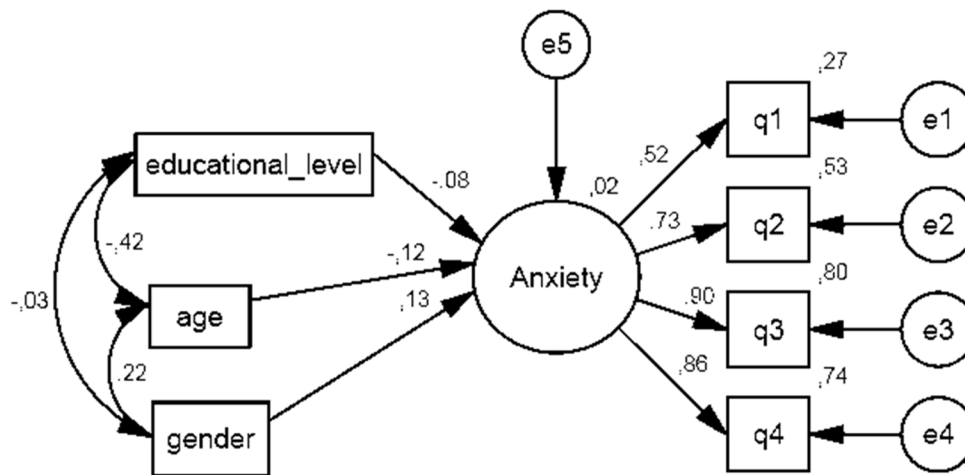 e5
,27
q1
e1
educational_level
-.08
,52
,02
,53
.73
q2
e2
-,42
Anxiety
-,12
,80
-,03
age
,13
.90
q3
e3
.22
,86
,74
gender
q4
e4